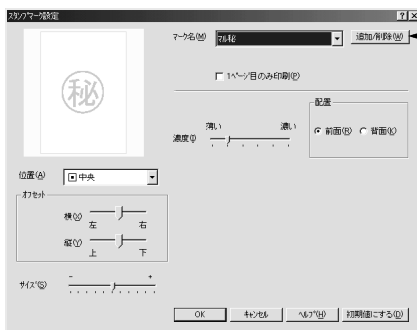 スタンプマーク設定
マーク名(M) マル秘 追加/削除(W)
1ページ目のみ印刷(P)
秘
配置
薄い 濃い
濃度(I)
前面(R) 背面(K)
位置(A) 中央
オフセット
横(X)
左 右
縦(Y)
上 下
サイズ(S) - +
OK キャンセル ヘルプ(H) 初期値にする(D)